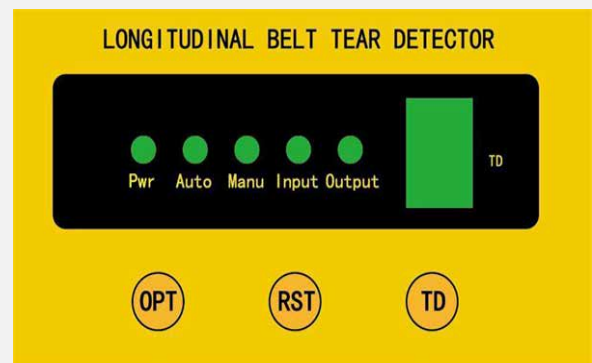 LONGITUDINAL BELT TEAR DETECTOR
TD
Pwr Auto Manu Input Output
OPT RST TD